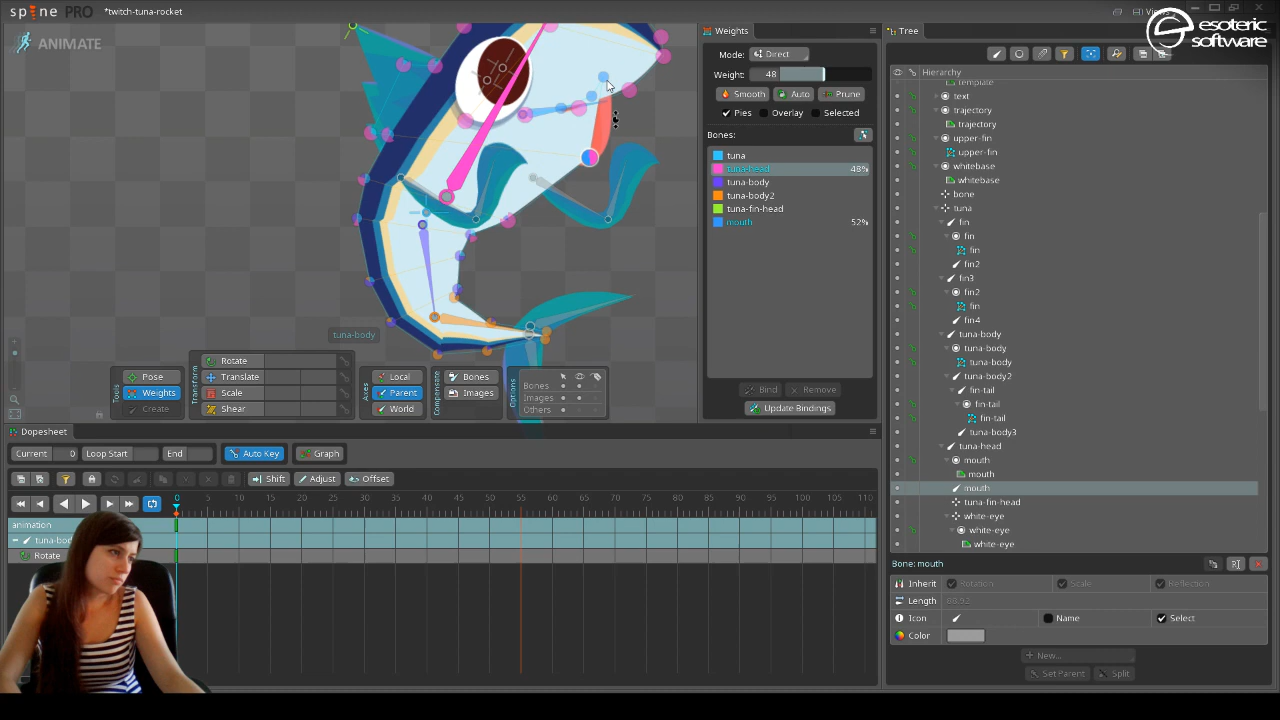 spine PRO
*twitch-tuna-rocket
Views
esoteric
software
ANIMATE
tuna-body
Tools
Pose
Weights
Create
Transform
Rotate
Translate
Scale
Shear
Axes
Local
Parent
World
Compensate
Bones
Images
Options
Bones
Images
Others
Weights
Mode: Direct
Weight: 48
Smooth Auto Prune
Pies Overlay Selected
Bones:
tuna
tuna-head 48%
tuna-body
tuna-body2
tuna-fin-head
mouth 52%
Bind Remove
Update Bindings
Tree
Hierarchy
template
text
trajectory
trajectory
upper-fin
upper-fin
whitebase
whitebase
bone
tuna
fin
fin
fin
fin2
fin3
fin2
fin
fin4
tuna-body
tuna-body
tuna-body
tuna-body2
fin-tail
fin-tail
fin-tail
tuna-body3
tuna-head
mouth
mouth
mouth
tuna-fin-head
white-eye
white-eye
white-eye
Bone: mouth
Inherit Rotation Scale Reflection
Length 88.92
Icon Name Select
Color
+ New...
Set Parent Split
Dopesheet
Current 0 Loop Start End Auto Key Graph
Shift Adjust Offset
0 5 10 15 20 25 30 35 40 45 50 55 60 65 70 75 80 85 90 95 100 105 110
animation
tuna-bod
Rotate